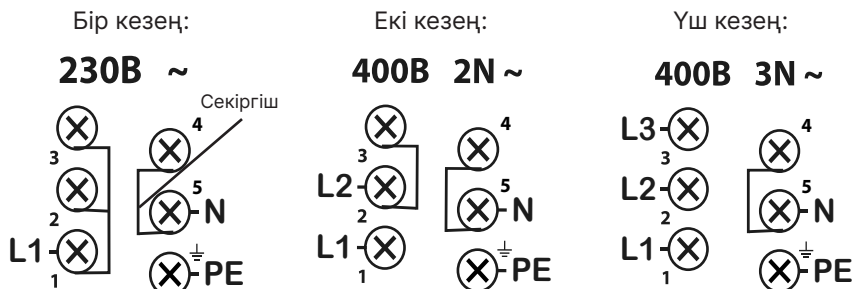 Бір кезең:
230В ~
Секіргіш
3
2
L1
1
4
5
N
PE
Екі кезең:
400В 2N ~
3
L2
2
L1
1
4
5
N
PE
Үш кезең:
400В 3N ~
L3
3
L2
2
L1
1
4
5
N
PE